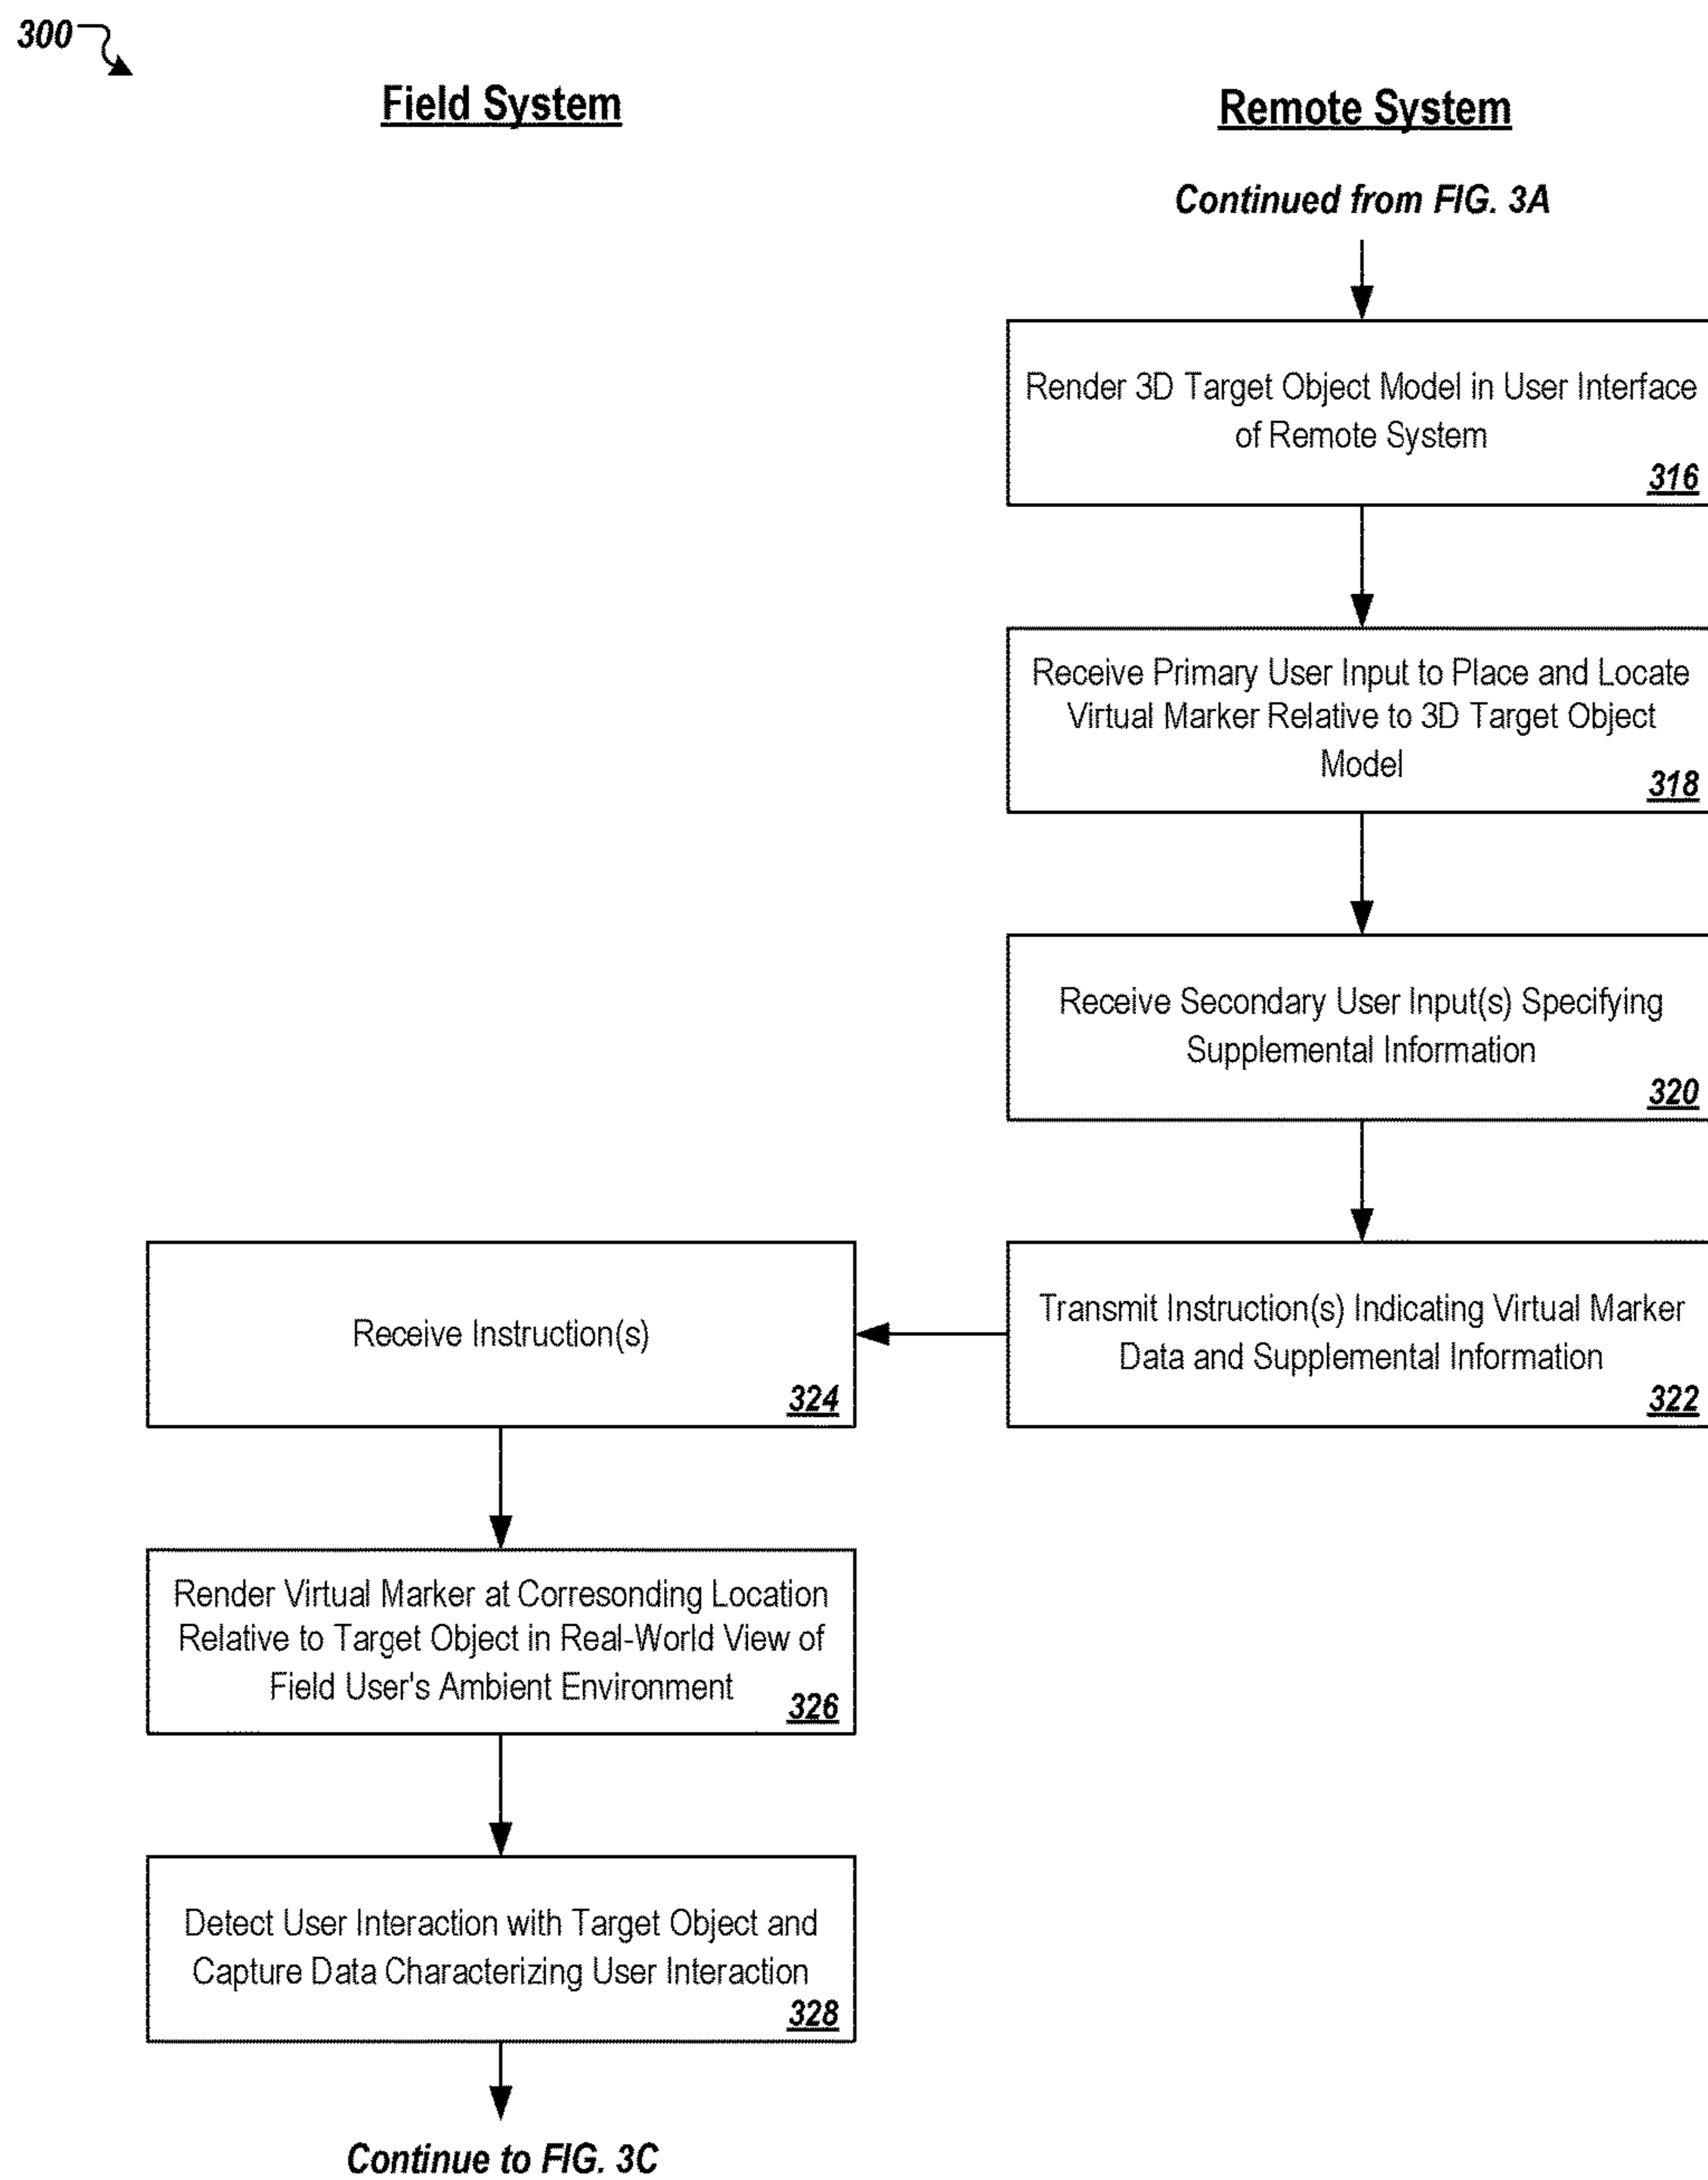 300
Field System
Remote System
Continued from FIG. 3A
Render 3D Target Object Model in User Interface
of Remote System
316
Receive Primary User Input to Place and Locate
Virtual Marker Relative to 3D Target Object
Model
318
Receive Secondary User Input(s) Specifying
Supplemental Information
320
Transmit Instruction(s) Indicating Virtual Marker
Data and Supplemental Information
322
Receive Instruction(s)
324
Render Virtual Marker at Corresonding Location
Relative to Target Object in Real-World View of
Field User's Ambient Environment
326
Detect User Interaction with Target Object and
Capture Data Characterizing User Interaction
328
Continue to FIG. 3C